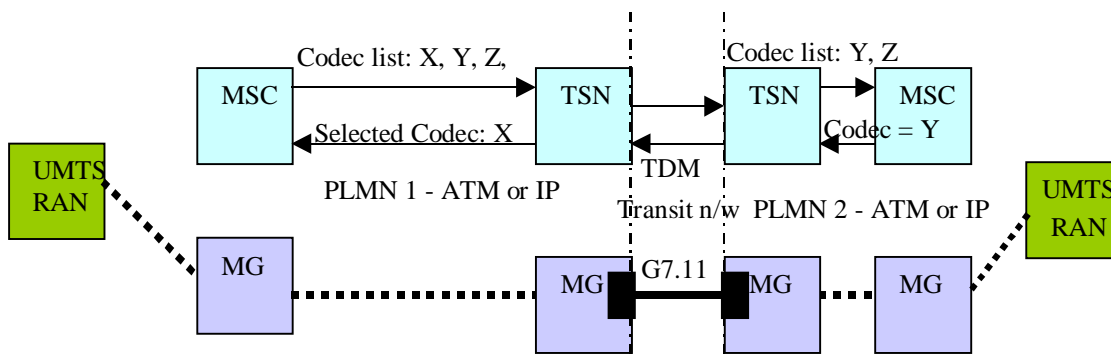 Codec list: X, Y, Z,
Codec list: Y, Z
MSC
TSN
TSN
MSC
Selected Codec: X
Codec = Y
TDM
UMTS
RAN
PLMN 1 - ATM or IP
Transit n/w PLMN 2 - ATM or IP
UMTS
RAN
MG
MG
G7.11
MG
MG